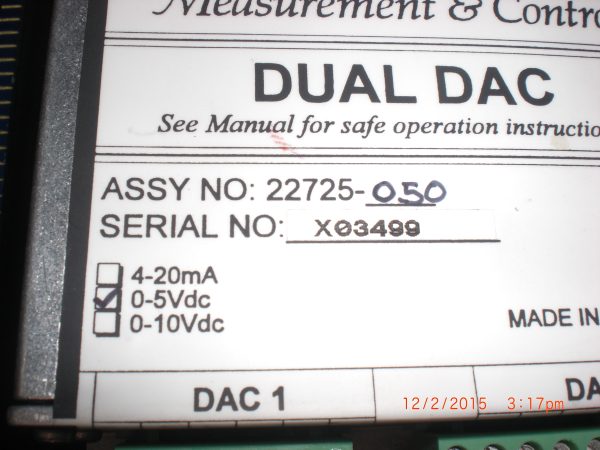 Measurement & Contro
DUAL DAC
See Manual for safe operation instructio
ASSY NO: 22725-050
SERIAL NO: X03499
4-20mA
0-5Vdc
0-10Vdc
MADE IN
DAC 1
DA
12/2/2015 3:17pm